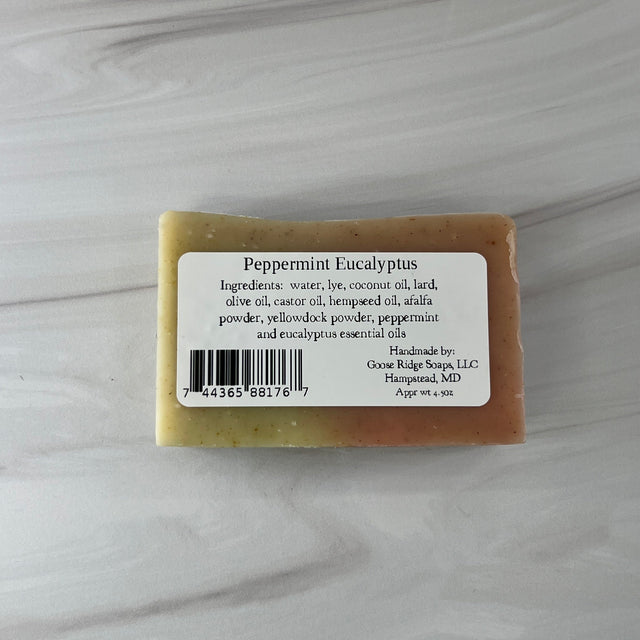 Peppermint Eucalyptus
Ingredients: water, lye, coconut oil, lard,
olive oil, castor oil, hempseed oil, afalfa
powder, yellowdock powder, peppermint
and eucalyptus essential oils
7 44365 88176 7
Handmade by:
Goose Ridge Soaps, LLC
Hampstead, MD
Appr wt 4.5oz